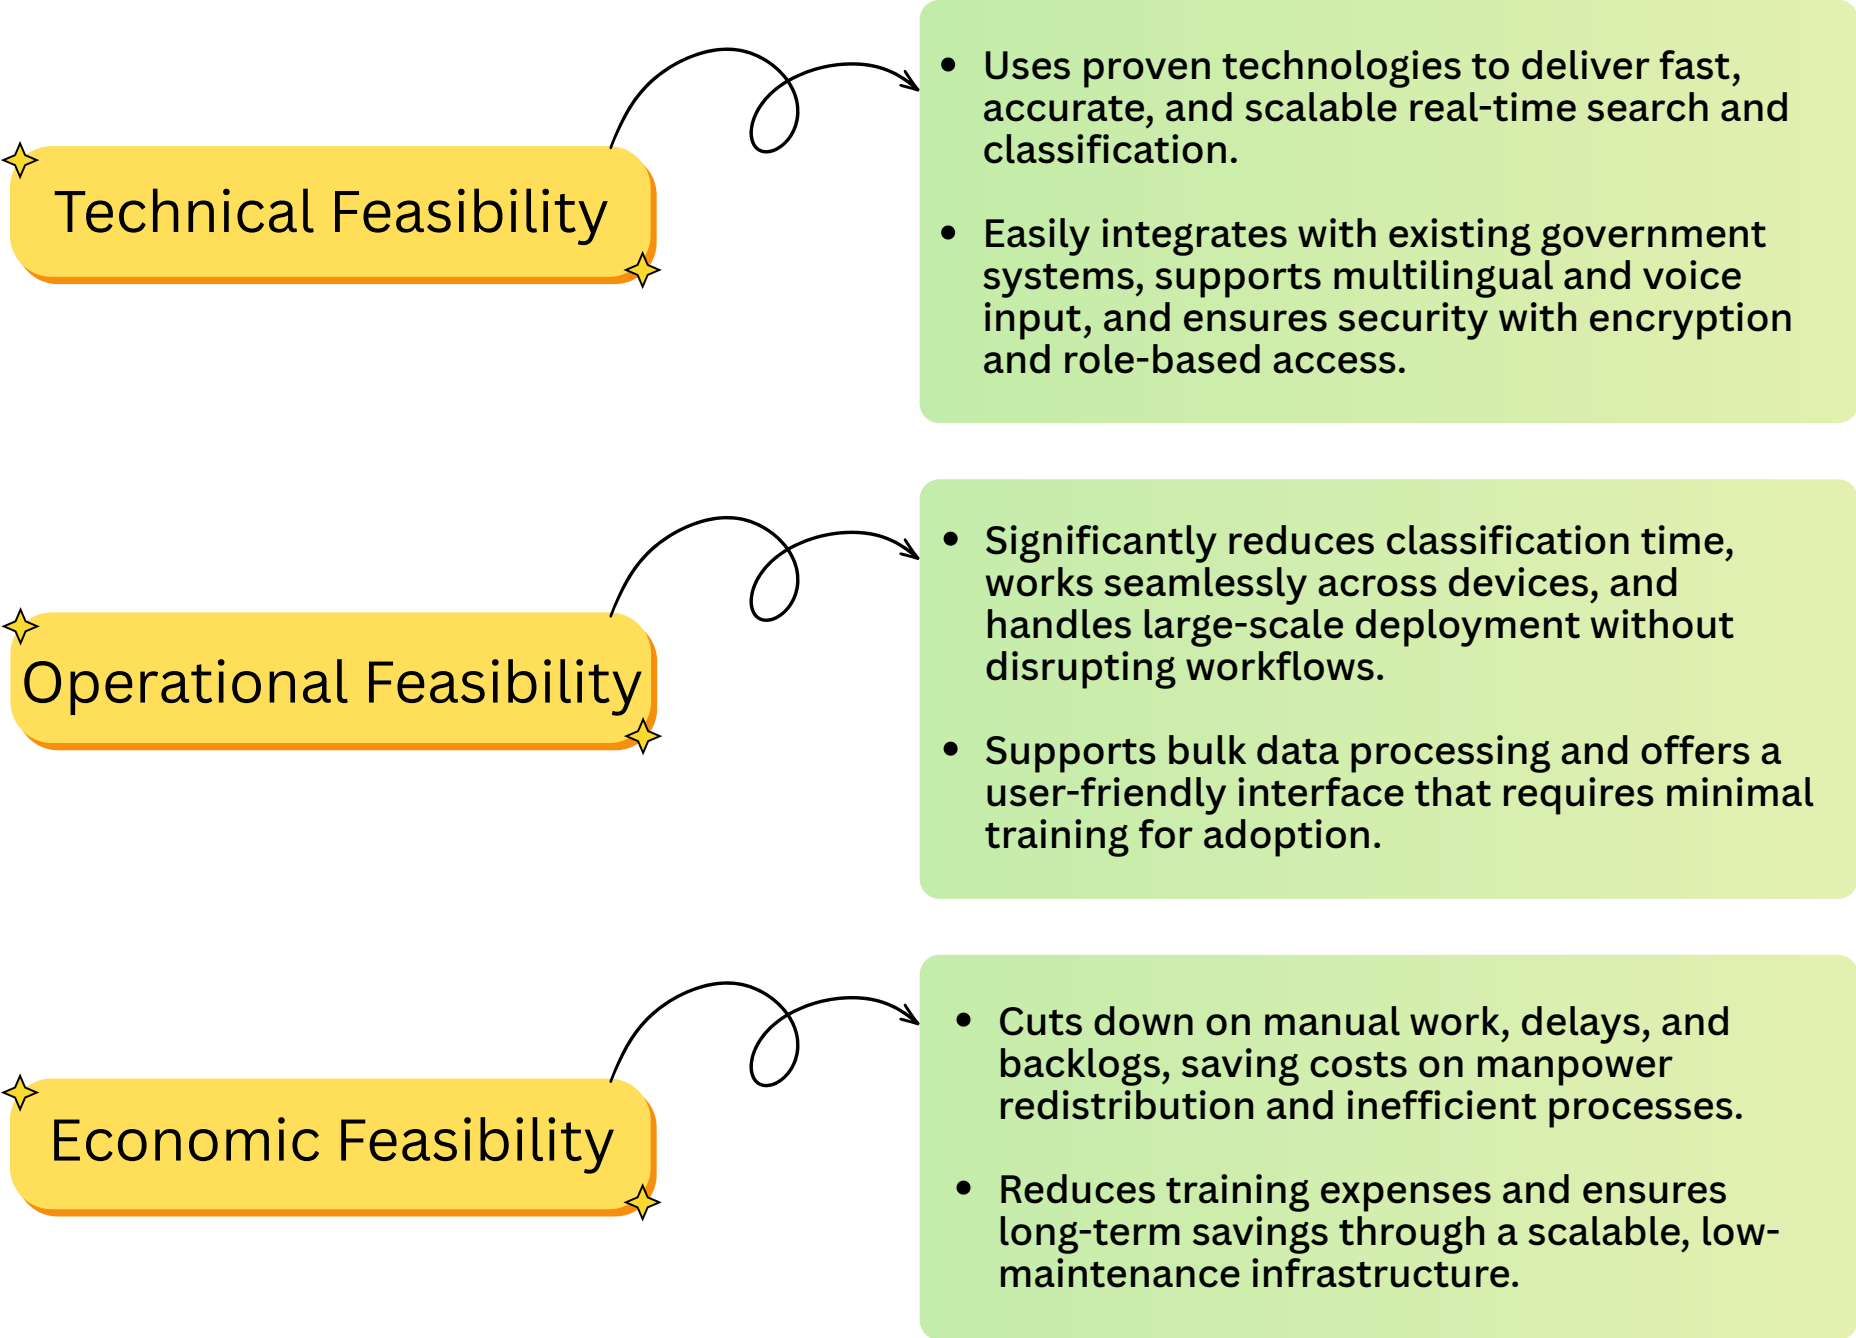 Technical Feasibility
• Uses proven technologies to deliver fast,
accurate, and scalable real-time search and
classification.
• Easily integrates with existing government
systems, supports multilingual and voice
input, and ensures security with encryption
and role-based access.
Operational Feasibility
• Significantly reduces classification time,
works seamlessly across devices, and
handles large-scale deployment without
disrupting workflows.
• Supports bulk data processing and offers a
user-friendly interface that requires minimal
training for adoption.
Economic Feasibility
• Cuts down on manual work, delays, and
backlogs, saving costs on manpower
redistribution and inefficient processes.
• Reduces training expenses and ensures
long-term savings through a scalable, low-
maintenance infrastructure.